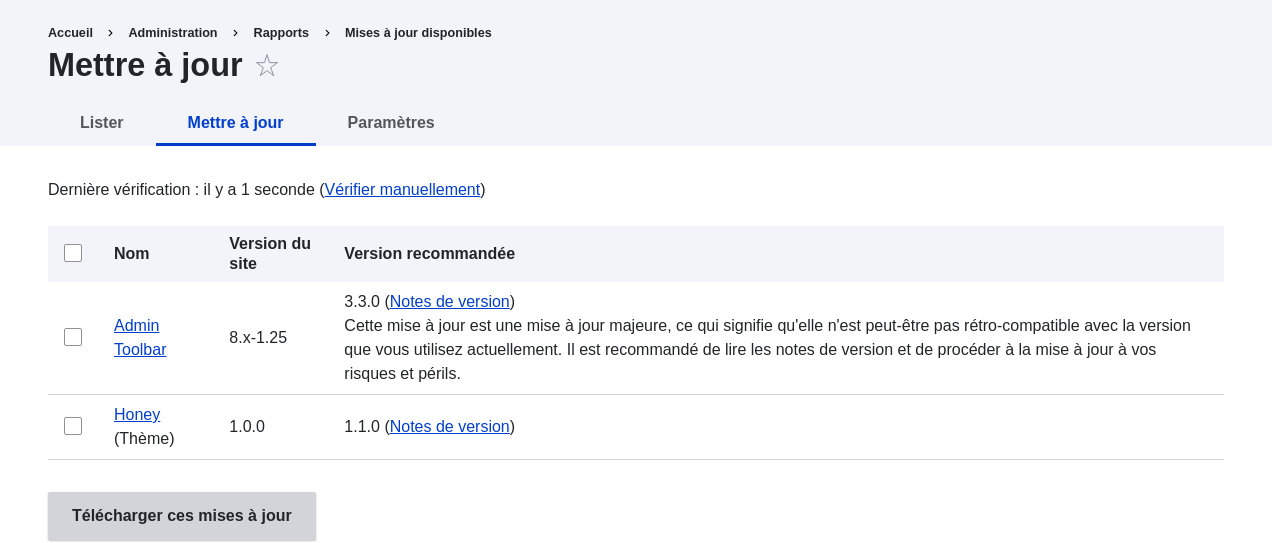 Accueil > Administration > Rapports > Mises à jour disponibles
Mettre à jour ☆
Lister Mettre à jour Paramètres
Dernière vérification : il y a 1 seconde (Vérifier manuellement)
Nom Version du site Version recommandée
Admin Toolbar 8.x-1.25 3.3.0 (Notes de version)
Cette mise à jour est une mise à jour majeure, ce qui signifie qu'elle n'est peut-être pas rétro-compatible avec la version
que vous utilisez actuellement. Il est recommandé de lire les notes de version et de procéder à la mise à jour à vos
risques et périls.
Honey (Thème) 1.0.0 1.1.0 (Notes de version)
Télécharger ces mises à jour